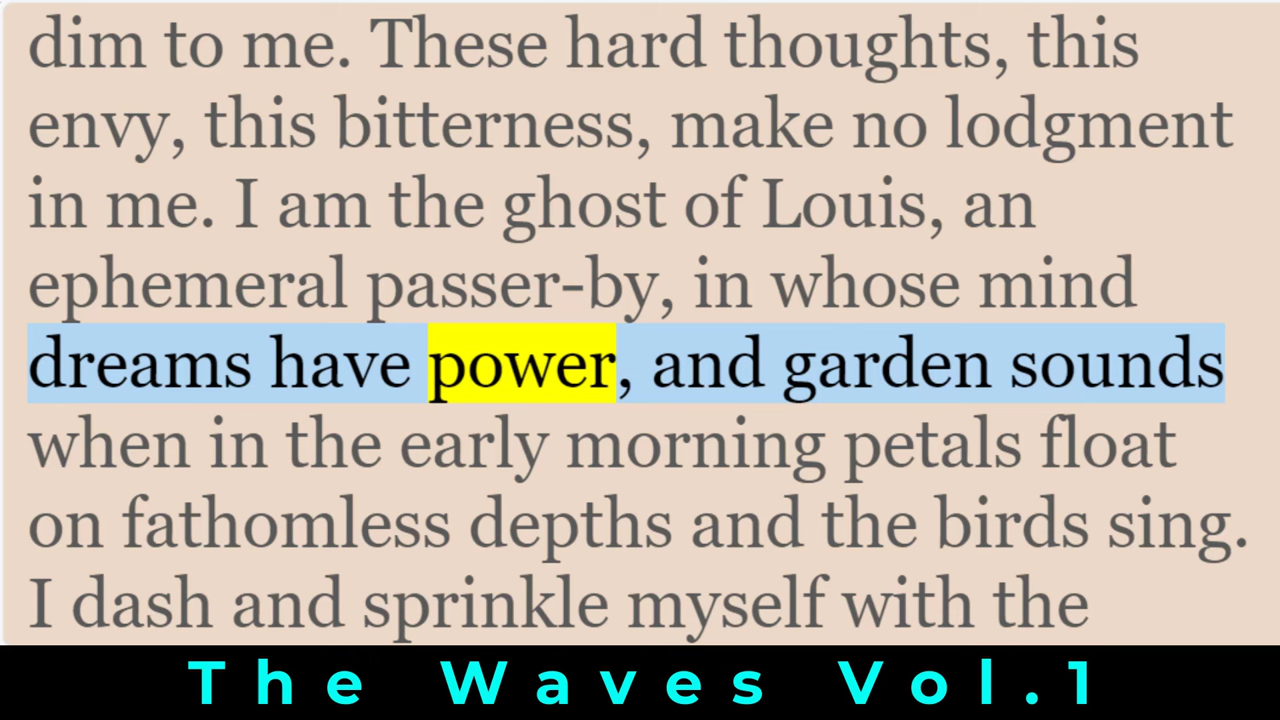 dim to me. These hard thoughts, this
envy, this bitterness, make no lodgment
in me. I am the ghost of Louis, an
ephemeral passer-by, in whose mind
dreams have power, and garden sounds
when in the early morning petals float
on fathomless depths and the birds sing.
I dash and sprinkle myself with the
The Waves Vol.1